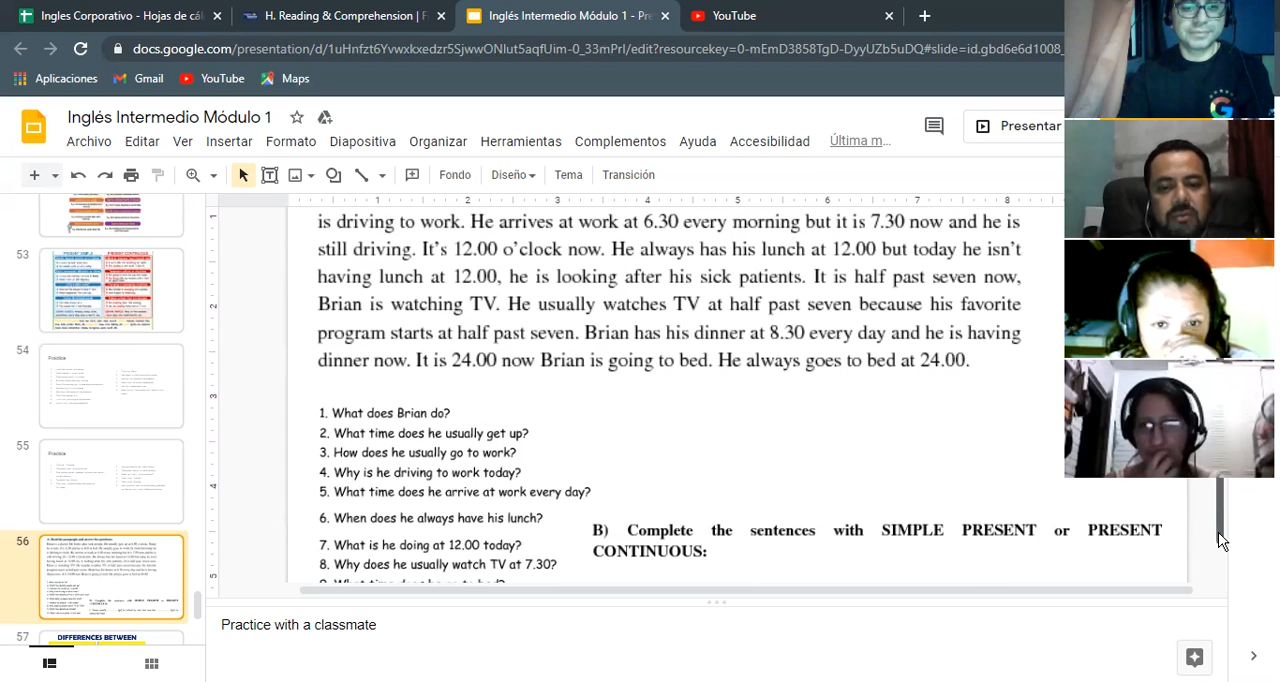 Ingles Corporativo - Hojas de cál
H. Reading & Comprehension | F
Inglés Intermedio Módulo 1 - Pre
YouTube
docs.google.com/presentation/d/1uHnfzt6Yvwxkxedzr5SjwwONIut5aqfUim-0_33mPrI/edit?resourcekey=0-mEmD3858TgD-DyyUZb5uDQ#slide=id.gbd6e6d1008_
Aplicaciones
Gmail
YouTube
Maps
Inglés Intermedio Módulo 1
Archivo Editar Ver Insertar Formato Diapositiva Organizar Herramientas Complementos Ayuda Accesibilidad Última m...
Presentar
Fondo Diseño Tema Transición
53
PRESENT SIMPLE
PRESENT CONTINUOUS
54
Practice
55
Practice
56
57
DIFFERENCES BETWEEN
is driving to work. He arrives at work at 6.30 every morning but it is 7.30 now and he is
still driving. It's 12.00 o'clock now. He always has his lunch at 12.00 but today he isn't
having lunch at 12.00, he is looking after his sick parents. It is half past seven now,
Brian is watching TV. He usually watches TV at half past seven because his favorite
program starts at half past seven. Brian has his dinner at 8.30 every day and he is having
dinner now. It is 24.00 now Brian is going to bed. He always goes to bed at 24.00.
1. What does Brian do?
2. What time does he usually get up?
3. How does he usually go to work?
4. Why is he driving to work today?
5. What time does he arrive at work every day?
6. When does he always have his lunch?
7. What is he doing at 12.00 today?
8. Why does he usually watch TV at 7.30?
B) Complete the sentences with SIMPLE PRESENT or PRESENT
CONTINUOUS:
Practice with a classmate